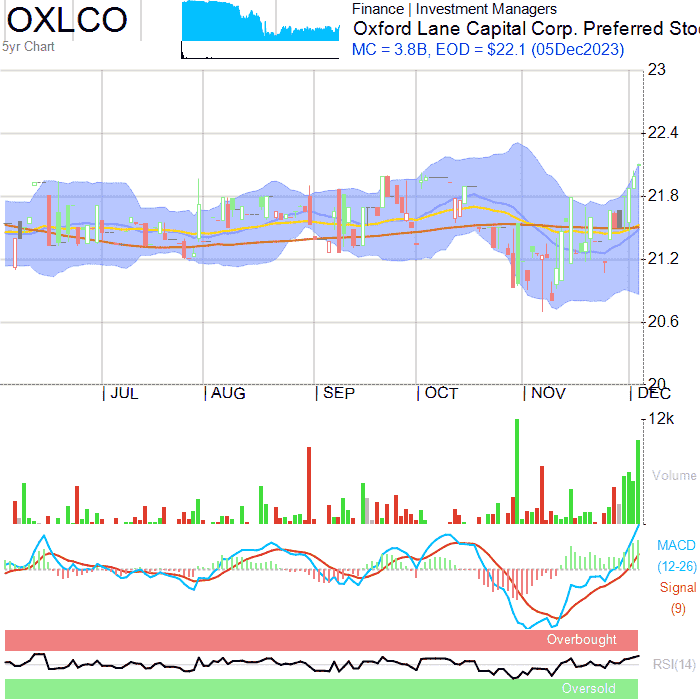 OXLCO
5yr Chart
Finance | Investment Managers
Oxford Lane Capital Corp. Preferred Sto
MC = 3.8B, EOD = $22.1 (05Dec2023)
23
22.4
21.8
21.2
20.6
20
JUL AUG SEP OCT NOV DEC
12k
Volume
MACD
(12-26)
Signal
(9)
Overbought
RSI(14)
Oversold